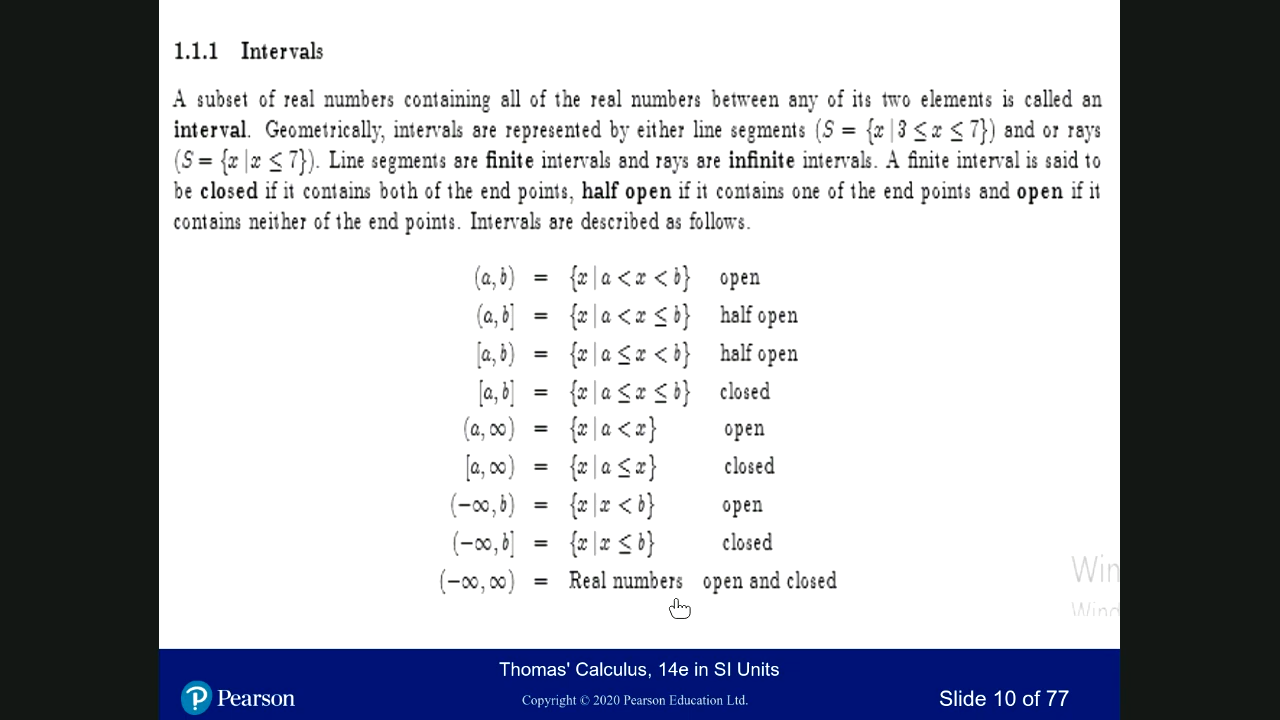 1.1.1 Intervals
A subset of real numbers containing all of the real numbers between any of its two elements is called an
interval. Geometrically, intervals are represented by either line segments (S = {x | 3 ≤ x ≤ 7}) and or rays
(S = {x | x ≤ 7}). Line segments are finite intervals and rays are infinite intervals. A finite interval is said to
be closed if it contains both of the end points, half open if it contains one of the end points and open if it
contains neither of the end points. Intervals are described as follows.
(a, b) = {x | a < x < b} open
(a, b] = {x | a < x ≤ b} half open
[a, b) = {x | a ≤ x < b} half open
[a, b] = {x | a ≤ x ≤ b} closed
(a, ∞) = {x | a < x} open
[a, ∞) = {x | a ≤ x} closed
(−∞, b) = {x | x < b} open
(−∞, b] = {x | x ≤ b} closed
(−∞, ∞) = Real numbers open and closed
Win
Wind
Thomas' Calculus, 14e in SI Units
P Pearson
Copyright © 2020 Pearson Education Ltd.
Slide 10 of 77